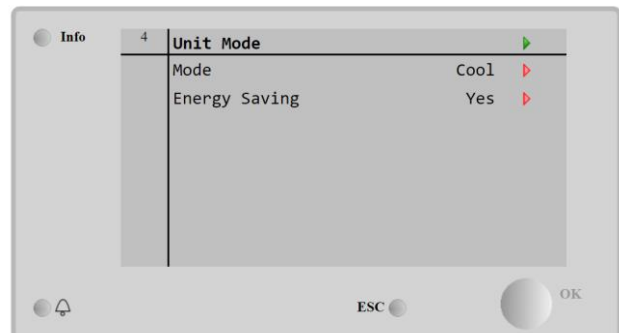 Info
4 Unit Mode
Mode Cool
Energy Saving Yes
ESC
OK